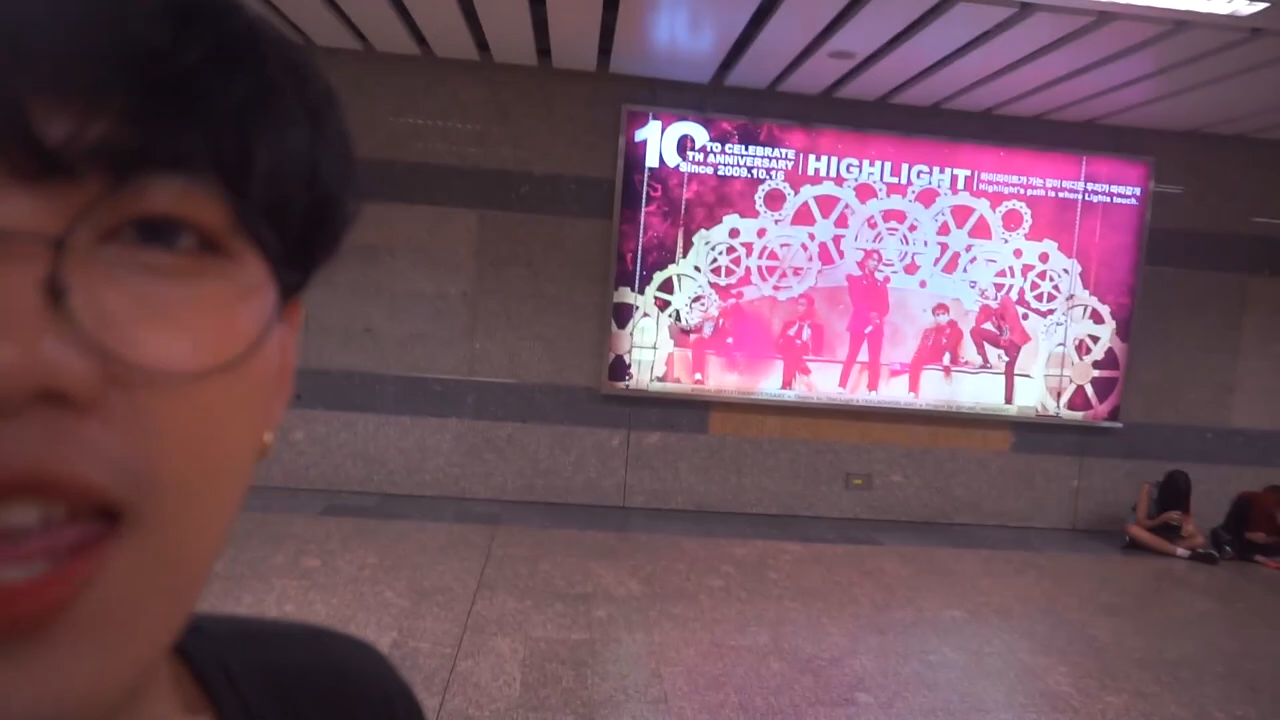 10
TO CELEBRATE
TH ANNIVERSARY
Since 2009.10.16
HIGHLIGHT
하이라이트가 가는 길이 어디든 우리가 따라갈게
Highlight's path is where Lights touch.